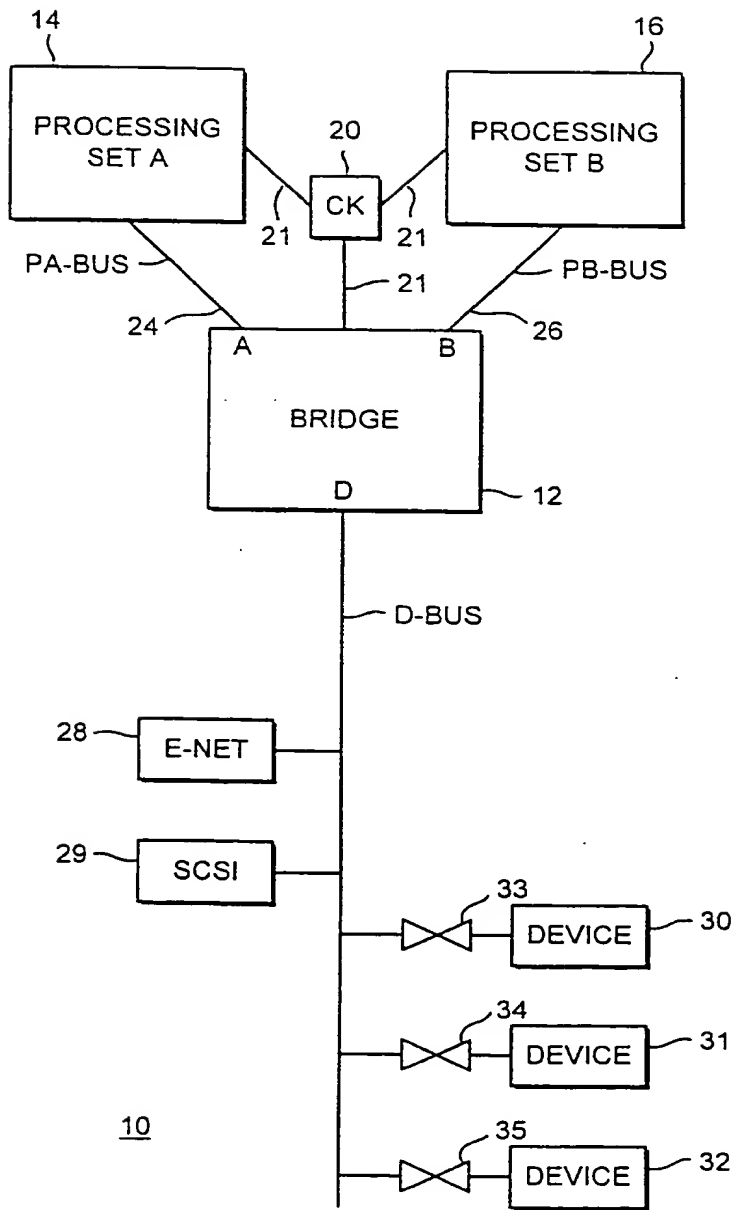 14
16
PROCESSING
SET A
PROCESSING
SET B
20
CK
21
21
21
PA-BUS
PB-BUS
24
26
A
B
BRIDGE
D
12
D-BUS
28
E-NET
29
SCSI
33
DEVICE
30
34
DEVICE
31
10
35
DEVICE
32